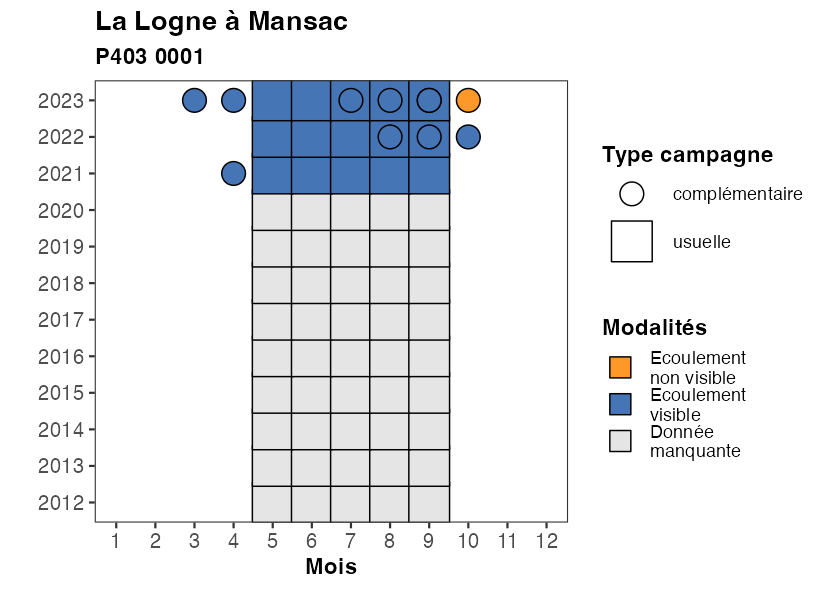 La Logne à Mansac
P403 0001
2023
2022
2021
2020
2019
2018
2017
2016
2015
2014
2013
2012
1 2 3 4 5 6 7 8 9 10 11 12
Mois
Type campagne
complémentaire
usuelle
Modalités
Ecoulement
non visible
Ecoulement
visible
Donnée
manquante